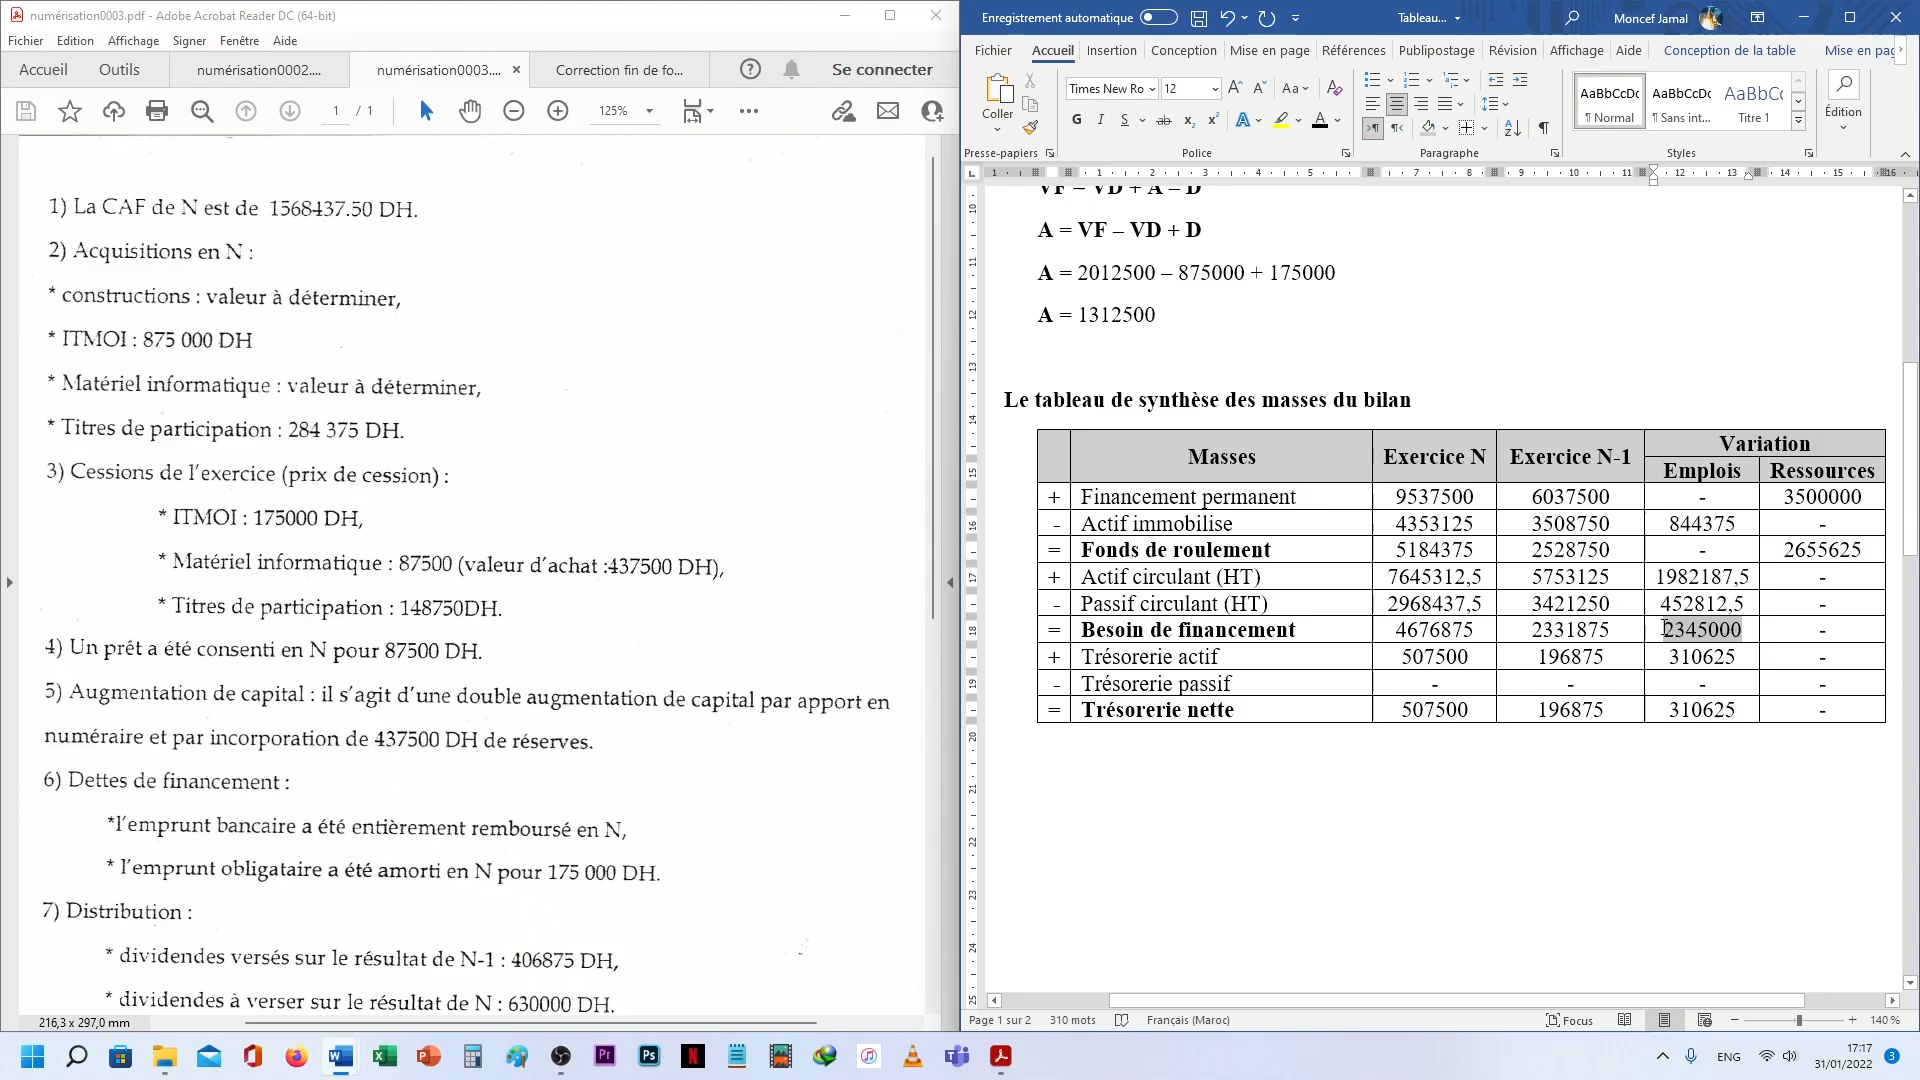 numérisation0003.pdf - Adobe Acrobat Reader DC (64-bit)
Fichier Edition Affichage Signer Fenêtre Aide
Accueil Outils numérisation0002.... numérisation0003.... × Correction fin de fo... Se connecter
1 / 1 125%
1) La CAF de N est de 1568437.50 DH.
2) Acquisitions en N :
* constructions : valeur à déterminer,
* ITMOI : 875 000 DH
* Matériel informatique : valeur à déterminer,
* Titres de participation : 284 375 DH.
3) Cessions de l'exercice (prix de cession) :
* ITMOI : 175000 DH,
* Matériel informatique : 87500 (valeur d'achat :437500 DH),
* Titres de participation : 148750DH.
4) Un prêt a été consenti en N pour 87500 DH.
5) Augmentation de capital : il s'agit d'une double augmentation de capital par apport en
numéraire et par incorporation de 437500 DH de réserves.
6) Dettes de financement :
*l'emprunt bancaire a été entièrement remboursé en N,
* l'emprunt obligataire a été amorti en N pour 175 000 DH.
7) Distribution :
* dividendes versés sur le résultat de N-1 : 406875 DH,
* dividendes à verser sur le résultat de N : 630000 DH.
216,3 x 297,0 mm
Enregistrement automatique Tableau... Moncef Jamal
Fichier Accueil Insertion Conception Mise en page Références Publipostage Révision Affichage Aide Conception de la table Mise en pag
Coller Times New Ro 12 Aa
G I S ab x₂ x² A A
AaBbCcDc AaBbCcDc AaBbCc
¶ Normal ¶ Sans int... Titre 1 Édition
Presse-papiers Police Paragraphe Styles
VF = VD + A – D
A = VF – VD + D
A = 2012500 – 875000 + 175000
A = 1312500
Le tableau de synthèse des masses du bilan
Masses Exercice N Exercice N-1 Variation
Emplois Ressources
+ Financement permanent 9537500 6037500 - 3500000
- Actif immobilise 4353125 3508750 844375 -
= Fonds de roulement 5184375 2528750 - 2655625
+ Actif circulant (HT) 7645312,5 5753125 1982187,5 -
- Passif circulant (HT) 2968437,5 3421250 452812,5 -
= Besoin de financement 4676875 2331875 2345000 -
+ Trésorerie actif 507500 196875 310625 -
- Trésorerie passif - - - -
= Trésorerie nette 507500 196875 310625 -
Page 1 sur 2 310 mots Français (Maroc) Focus 140 %
ENG 17:17
31/01/2022 3